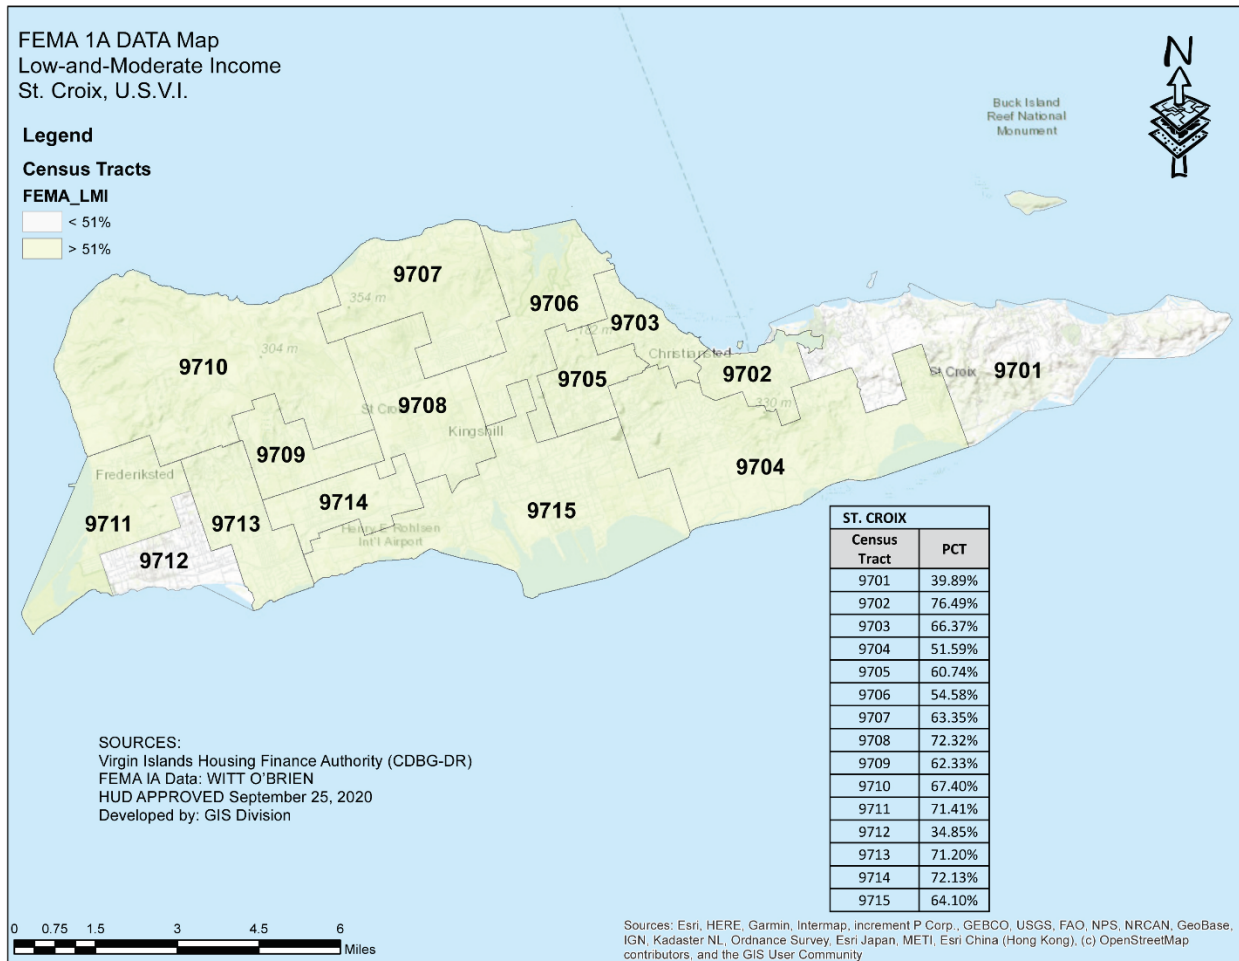 FEMA 1A DATA Map
Low-and-Moderate Income
St. Croix, U.S.V.I.
Legend
Census Tracts
FEMA_LMI
< 51%
> 51%
N
Buck Island
Reef National
Monument
9707
354 m
9706
182 m
9703
Christiansted
304 m
9710
9705
9702
St Croix
9701
330 m
St Croix
9708
Kingshill
9709
Frederiksted
9704
9714
9715
9711
9713
Henry E Rohlsen
Int'l Airport
9712
ST. CROIX
Census Tract PCT
9701 39.89%
9702 76.49%
9703 66.37%
9704 51.59%
9705 60.74%
9706 54.58%
9707 63.35%
9708 72.32%
9709 62.33%
9710 67.40%
9711 71.41%
9712 34.85%
9713 71.20%
9714 72.13%
9715 64.10%
SOURCES:
Virgin Islands Housing Finance Authority (CDBG-DR)
FEMA IA Data: WITT O'BRIEN
HUD APPROVED September 25, 2020
Developed by: GIS Division
0 0.75 1.5 3 4.5 6
Miles
Sources: Esri, HERE, Garmin, Intermap, increment P Corp., GEBCO, USGS, FAO, NPS, NRCAN, GeoBase,
IGN, Kadaster NL, Ordnance Survey, Esri Japan, METI, Esri China (Hong Kong), (c) OpenStreetMap
contributors, and the GIS User Community